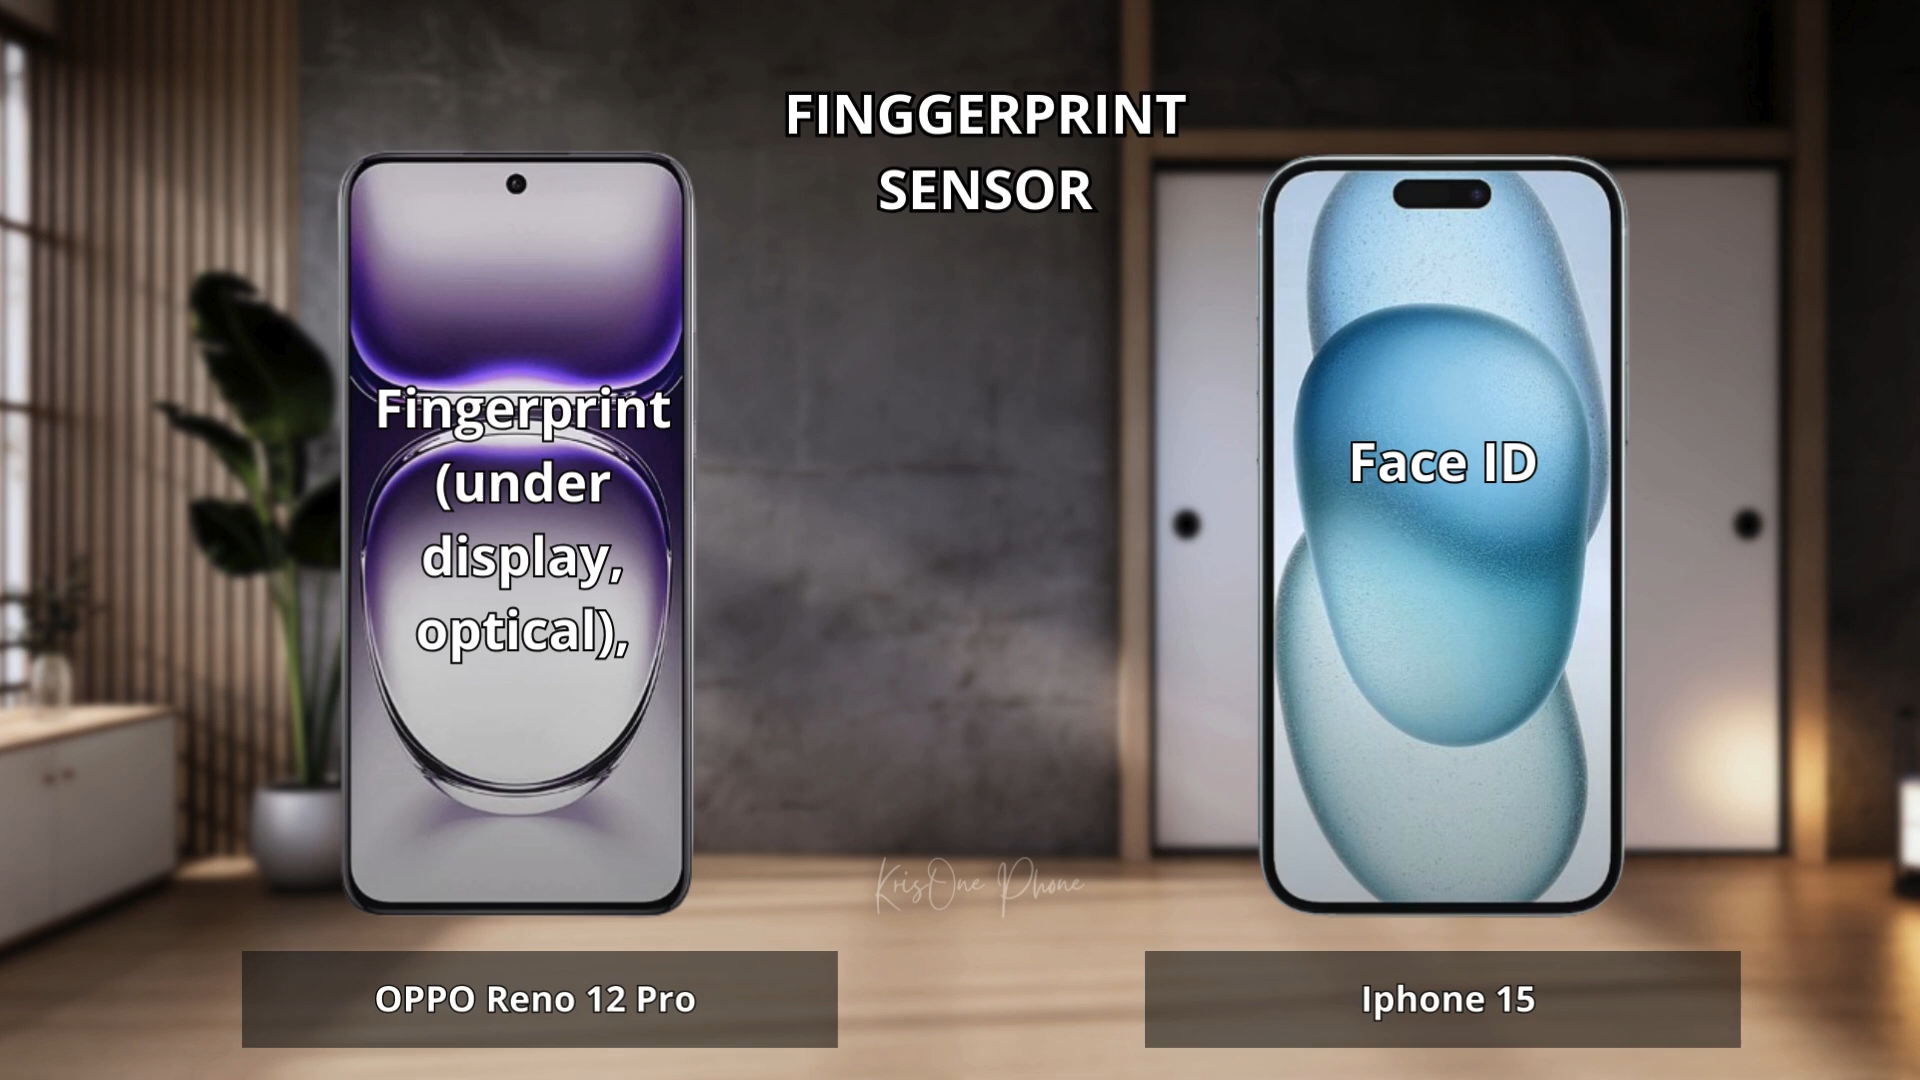 FINGGERPRINT
SENSOR
Fingerprint
(under
display,
optical),
Face ID
KrisOne Phone
OPPO Reno 12 Pro
Iphone 15